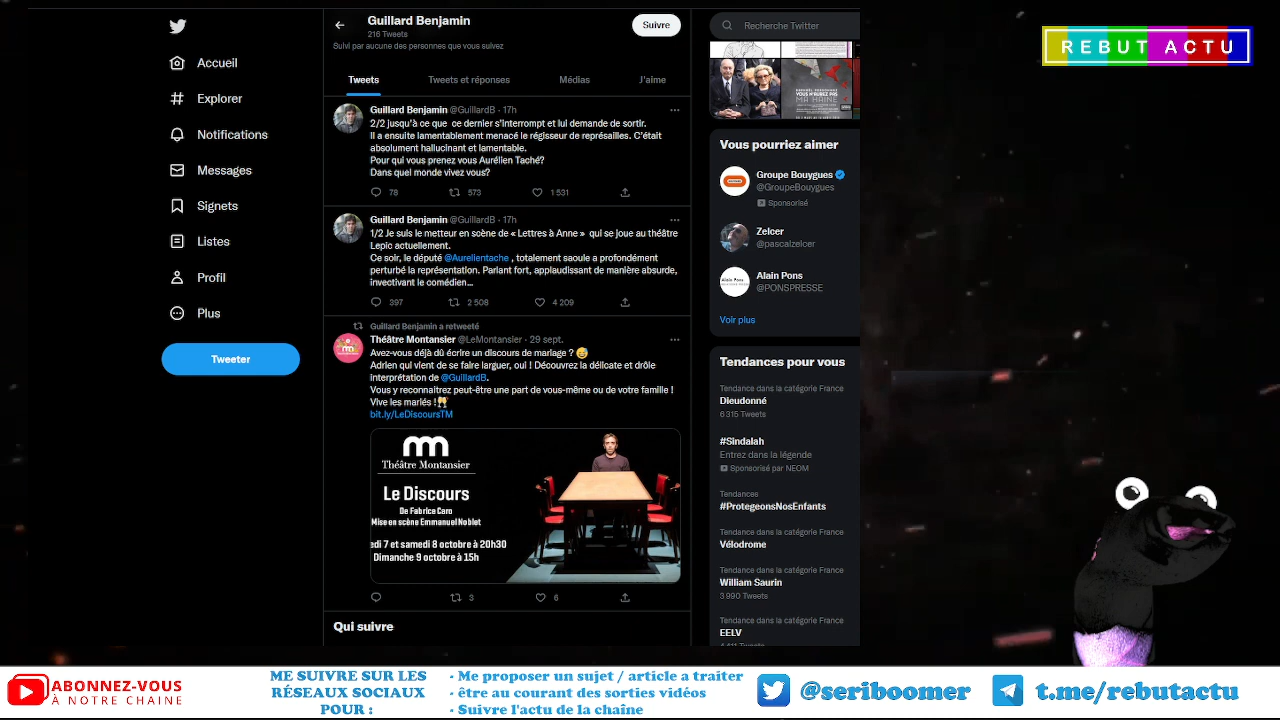 Guillard Benjamin
216 Tweets
Suivre
Suivi par aucune des personnes que vous suivez
Tweets
Tweets et réponses
Médias
J'aime
Accueil
Explorer
Notifications
Messages
Signets
Listes
Profil
Plus
Tweeter
Guillard Benjamin @GuillardB · 17h
2/2 jusqu'à ce que ce dernier s'interrompt et lui demande de sortir.
Il a ensuite lamentablement menacé le régisseur de représailles. C'était
absolument hallucinant et lamentable.
Pour qui vous prenez vous Aurélien Taché?
Dans quel monde vivez vous?
78
573
1 531
Guillard Benjamin @GuillardB · 17h
1/2 Je suis le metteur en scène de « Lettres à Anne » qui se joue au théâtre
Lepic actuellement.
Ce soir, le député @Aurelientache , totalement saoule a profondément
perturbé la représentation. Parlant fort, applaudissant de manière absurde,
invectivant le comédien...
397
2 508
4 209
Guillard Benjamin a retweeté
Théâtre Montansier @LeMontansier · 29 sept.
Avez-vous déjà dû écrire un discours de mariage ? 😅
Adrien qui vient de se faire larguer, oui ! Découvrez la délicate et drôle
interprétation de @GuillardB.
Vous y reconnaitrez peut-être une part de vous-même ou de votre famille !
Vive les mariés !🥂
bit.ly/LeDiscoursTM
Théâtre Montansier
Le Discours
De Fabrice Caro
Mise en scène Emmanuel Noblet
edi 7 et samedi 8 octobre à 20h30
Dimanche 9 octobre à 15h
3
6
Qui suivre
Recherche Twitter
VOUS N'AUREZ PAS
MA HAINE
Vous pourriez aimer
Groupe Bouygues
@GroupeBouygues
Sponsorisé
Zelcer
@pascalzelcer
Alain Pons
@PONSPRESSE
Voir plus
Tendances pour vous
Tendance dans la catégorie France
Dieudonné
6 315 Tweets
#Sindalah
Entrez dans la légende
Sponsorisé par NEOM
Tendances
#ProtegeonsNosEnfants
Tendance dans la catégorie France
Vélodrome
Tendance dans la catégorie France
William Saurin
3 990 Tweets
Tendance dans la catégorie France
EELV
REBUT ACTU
ABONNEZ-VOUS
À NOTRE CHAINE
ME SUIVRE SUR LES
RÉSEAUX SOCIAUX
POUR :
- Me proposer un sujet / article a traiter
- être au courant des sorties vidéos
- Suivre l'actu de la chaîne
@seriboomer
t.me/rebutactu